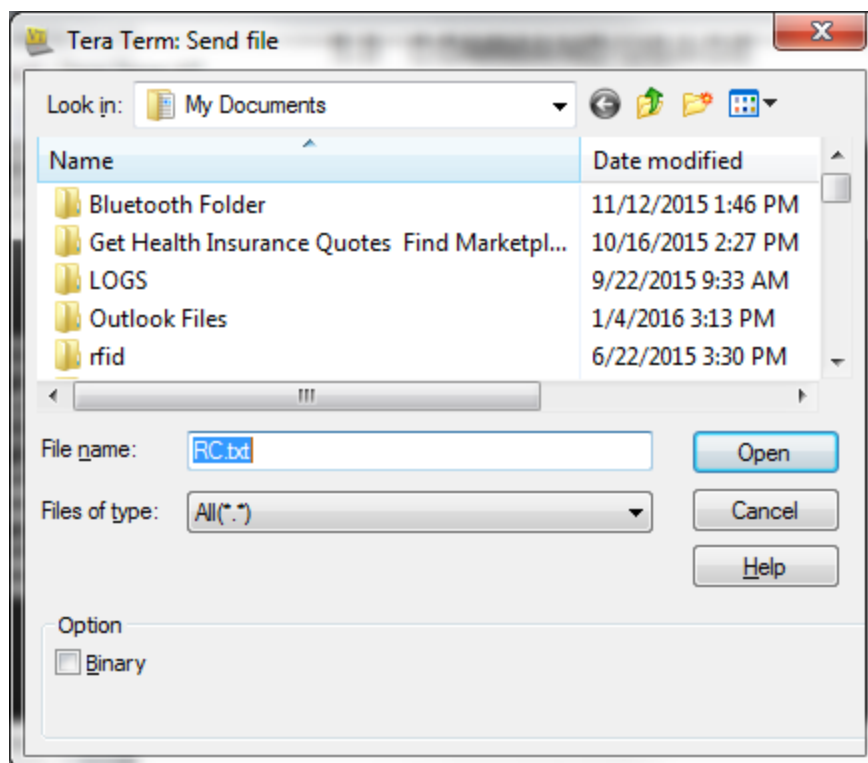 Tera Term: Send file
Look in: My Documents
Name Date modified
Bluetooth Folder 11/12/2015 1:46 PM
Get Health Insurance Quotes  Find Marketpl... 10/16/2015 2:27 PM
LOGS 9/22/2015 9:33 AM
Outlook Files 1/4/2016 3:13 PM
rfid 6/22/2015 3:30 PM
File name: RC.txt Open
Files of type: All(*.*) Cancel
Help
Option
Binary